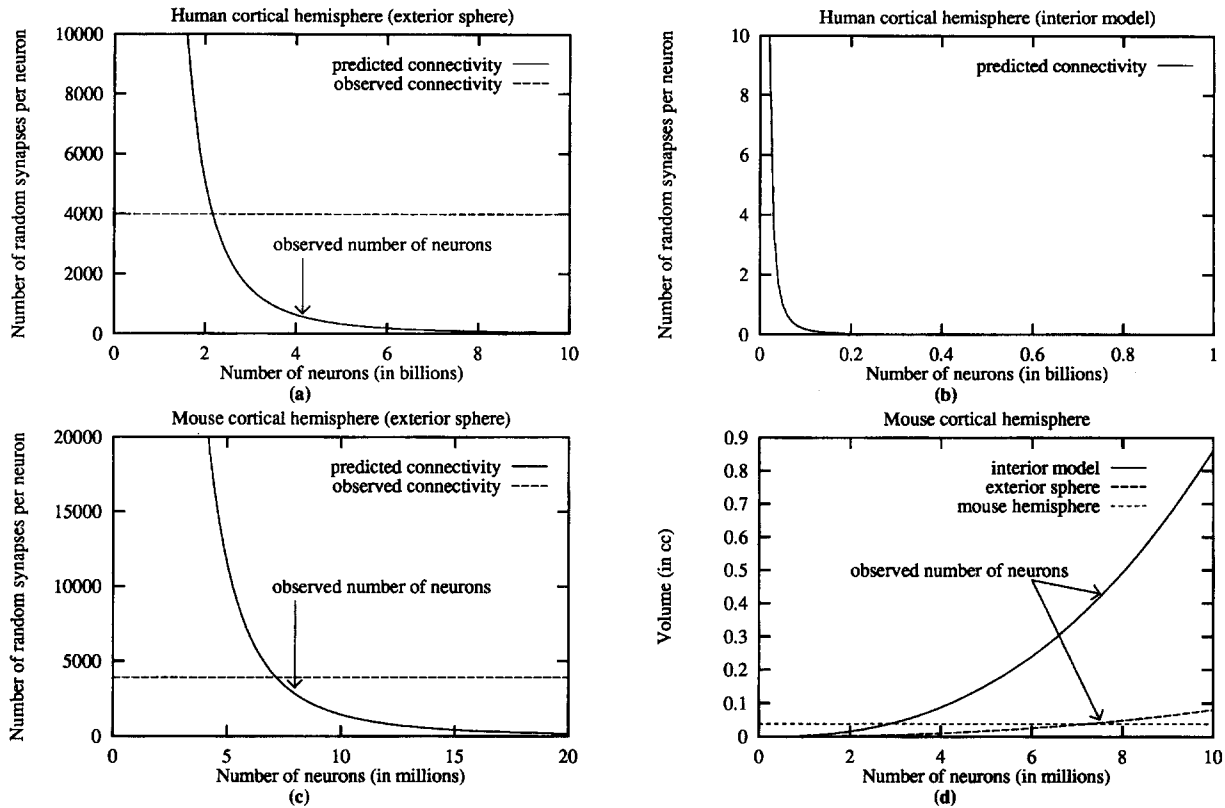 Human cortical hemisphere (exterior sphere)
10000
8000
6000
4000
2000
0
Number of random synapses per neuron
predicted connectivity
observed connectivity
observed number of neurons
0 2 4 6 8 10
Number of neurons (in billions)
(a)
Human cortical hemisphere (interior model)
10
8
6
4
2
0
Number of random synapses per neuron
predicted connectivity
0 0.2 0.4 0.6 0.8 1
Number of neurons (in billions)
(b)
Mouse cortical hemisphere (exterior sphere)
20000
15000
10000
5000
0
Number of random synapses per neuron
predicted connectivity
observed connectivity
observed number of neurons
0 5 10 15 20
Number of neurons (in millions)
(c)
Mouse cortical hemisphere
0.9
0.8
0.7
0.6
0.5
0.4
0.3
0.2
0.1
0
Volume (in cc)
interior model
exterior sphere
mouse hemisphere
observed number of neurons
0 2 4 6 8 10
Number of neurons (in millions)
(d)